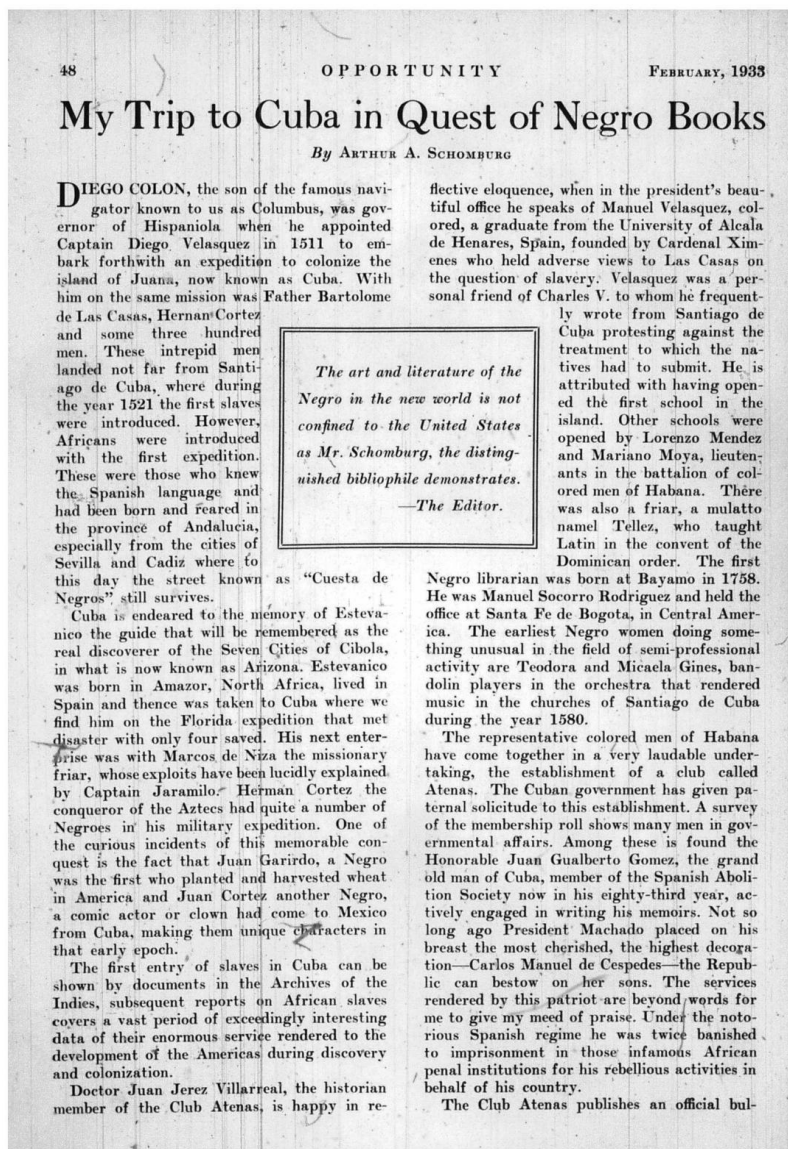 48
OPPORTUNITY
FEBRUARY, 1933
My Trip to Cuba in Quest of Negro Books
By ARTHUR A. SCHOMBURG
DIEGO COLON, the son of the famous navi-
gator known to us as Columbus, was gov-
ernor of Hispaniola when he appointed
Captain Diego Velasquez in 1511 to em-
bark forthwith an expedition to colonize the
island of Juana, now known as Cuba. With
him on the same mission was Father Bartolome
de Las Casas, Hernan Cortez
and some three hundred
men. These intrepid men
landed not far from Santi-
ago de Cuba, where during
the year 1521 the first slaves
were introduced. However,
Africans were introduced
with the first expedition.
These were those who knew
the Spanish language and
had been born and reared in
the province of Andalucia,
especially from the cities of
Sevilla and Cadiz where to
this day the street known as "Cuesta de
Negros" still survives.
Cuba is endeared to the memory of Esteva-
nico the guide that will be remembered as the
real discoverer of the Seven Cities of Cibola,
in what is now known as Arizona. Estevanico
was born in Amazor, North Africa, lived in
Spain and thence was taken to Cuba where we
find him on the Florida expedition that met
disaster with only four saved. His next enter-
prise was with Marcos de Niza the missionary
friar, whose exploits have been lucidly explained
by Captain Jaramilo. Herman Cortez the
conqueror of the Aztecs had quite a number of
Negroes in his military expedition. One of
the curious incidents of this memorable con-
quest is the fact that Juan Garirdo, a Negro
was the first who planted and harvested wheat
in America and Juan Cortez another Negro,
a comic actor or clown had come to Mexico
from Cuba, making them unique characters in
that early epoch.
The first entry of slaves in Cuba can be
shown by documents in the Archives of the
Indies, subsequent reports on African slaves
covers a vast period of exceedingly interesting
data of their enormous service rendered to the
development of the Americas during discovery
and colonization.
Doctor Juan Jerez Villarreal, the historian
member of the Club Atenas, is happy in re-
The art and literature of the
Negro in the new world is not
confined to the United States
as Mr. Schomburg, the disting-
uished bibliophile demonstrates.
—The Editor.
flective eloquence, when in the president's beau-
tiful office he speaks of Manuel Velasquez, col-
ored, a graduate from the University of Alcala
de Henares, Spain, founded by Cardenal Xim-
enes who held adverse views to Las Casas on
the question of slavery. Velasquez was a per-
sonal friend of Charles V. to whom he frequent-
ly wrote from Santiago de
Cuba protesting against the
treatment to which the na-
tives had to submit. He is
attributed with having open-
ed the first school in the
island. Other schools were
opened by Lorenzo Mendez
and Mariano Moya, lieuten-
ants in the battalion of col-
ored men of Habana. There
was also a friar, a mulatto
namel Tellez, who taught
Latin in the convent of the
Dominican order. The first
Negro librarian was born at Bayamo in 1758.
He was Manuel Socorro Rodriguez and held the
office at Santa Fe de Bogota, in Central Amer-
ica. The earliest Negro women doing some-
thing unusual in the field of semi-professional
activity are Teodora and Micaela Gines, ban-
dolin players in the orchestra that rendered
music in the churches of Santiago de Cuba
during the year 1580.
The representative colored men of Habana
have come together in a very laudable under-
taking, the establishment of a club called
Atenas. The Cuban government has given pa-
ternal solicitude to this establishment. A survey
of the membership roll shows many men in gov-
ernmental affairs. Among these is found the
Honorable Juan Gualberto Gomez, the grand
old man of Cuba, member of the Spanish Aboli-
tion Society now in his eighty-third year, ac-
tively engaged in writing his memoirs. Not so
long ago President Machado placed on his
breast the most cherished, the highest decora-
tion—Carlos Manuel de Cespedes—the Repub-
lic can bestow on her sons. The services
rendered by this patriot are beyond words for
me to give my meed of praise. Under the noto-
rious Spanish regime he was twice banished
to imprisonment in those infamous African
penal institutions for his rebellious activities in
behalf of his country.
The Club Atenas publishes an official bul-